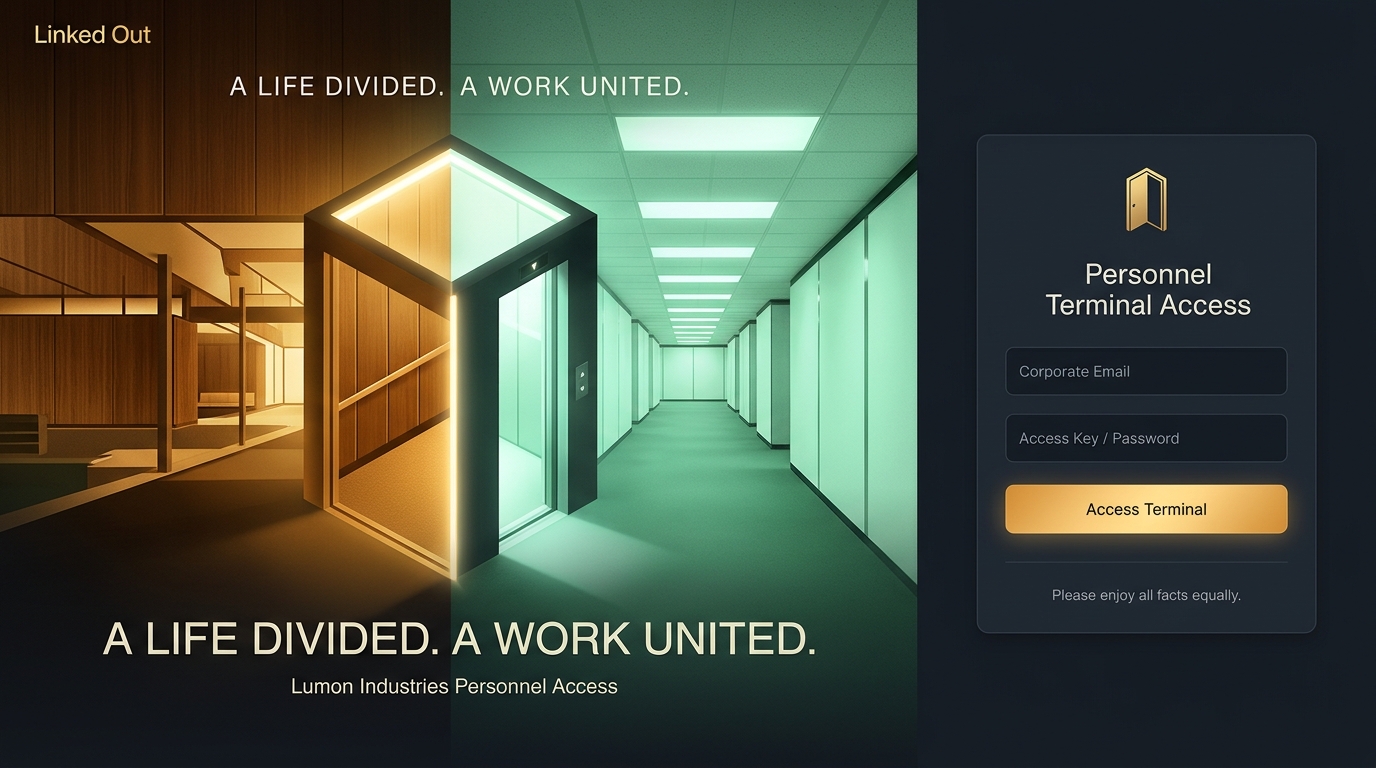 Linked Out
A LIFE DIVIDED. A WORK UNITED.
A LIFE DIVIDED. A WORK UNITED.
Lumon Industries Personnel Access
Personnel
Terminal Access
Corporate Email
Access Key / Password
Access Terminal
Please enjoy all facts equally.